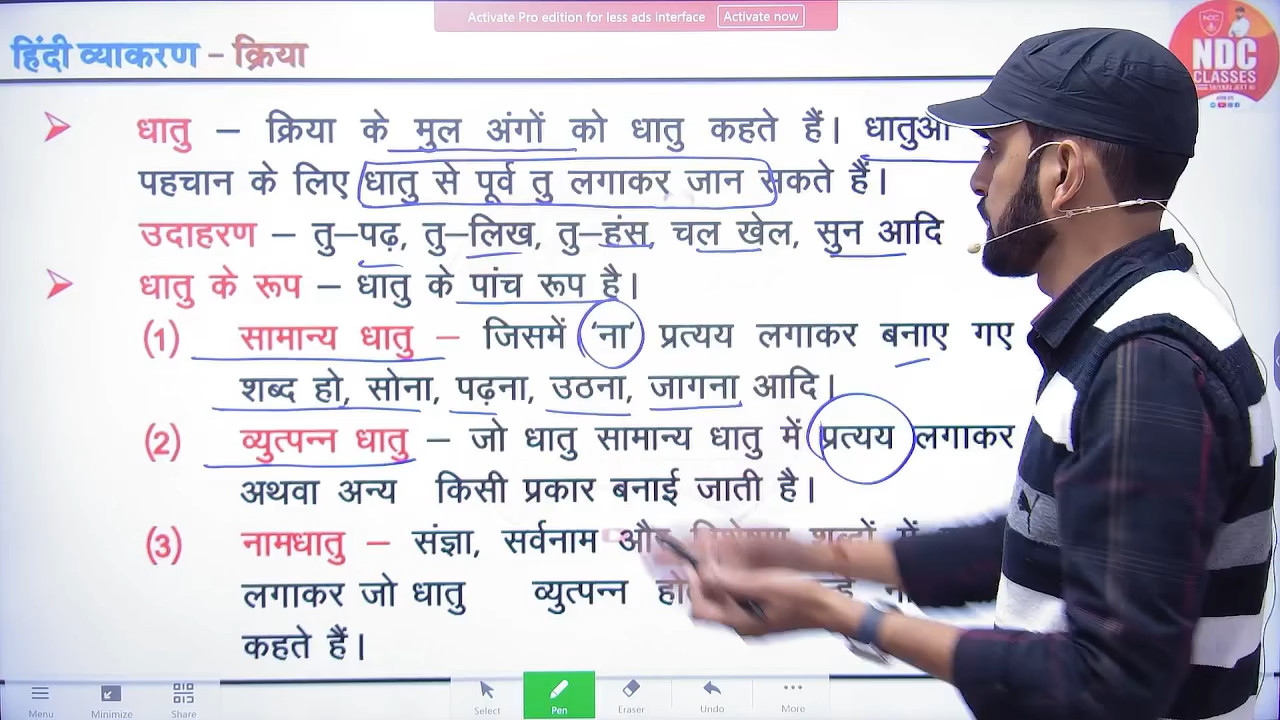 Activate Pro edition for less ads interface Activate now
हिंदी व्याकरण – क्रिया
NDC
CLASSES
धातु – क्रिया के मुल अंगों को धातु कहते हैं। धातुओ
पहचान के लिए धातु से पूर्व तु लगाकर जान सकते हैं।
उदाहरण – तु–पढ़, तु–लिख, तु–हंस, चल खेल, सुन आदि
धातु के रूप – धातु के पांच रूप है।
(1) सामान्य धातु – जिसमें 'ना' प्रत्यय लगाकर बनाए गए
शब्द हो, सोना, पढ़ना, उठना, जागना आदि।
(2) व्युत्पन्न धातु – जो धातु सामान्य धातु में प्रत्यय लगाकर
अथवा अन्य किसी प्रकार बनाई जाती है।
(3) नामधातु – संज्ञा, सर्वनाम और विशेषण शब्दों में
लगाकर जो धातु व्युत्पन्न
कहते हैं।
Menu Minimize Share Select Pen Eraser Undo More